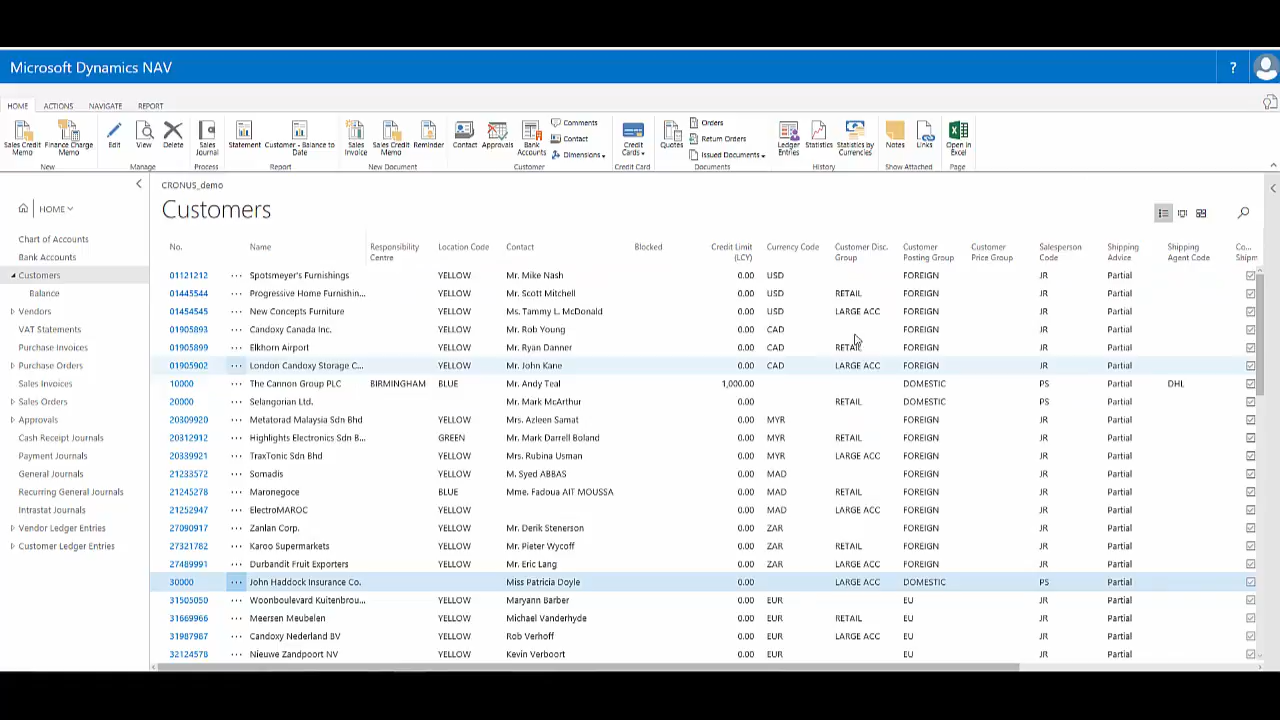 Microsoft Dynamics NAV ?
HOME ACTIONS NAVIGATE REPORT
Sales Credit Memo Finance Charge Memo Edit View Delete Sales Journal Statement Customer - Balance to Date Sales Invoice Sales Credit Memo Reminder Contact Approvals Bank Accounts Comments Contact Dimensions Credit Cards Quotes Orders Return Orders Issued Documents Ledger Entries Statistics Statistics by Currencies Notes Links Open in Excel
New Manage Process Report New Document Customer Credit Card Documents History Show Attached Page
CRONUS_demo
HOME
Customers
Chart of Accounts
Bank Accounts
Customers
Balance
Vendors
VAT Statements
Purchase Invoices
Purchase Orders
Sales Invoices
Sales Orders
Approvals
Cash Receipt Journals
Payment Journals
General Journals
Recurring General Journals
Intrastat Journals
Vendor Ledger Entries
Customer Ledger Entries
No. Name Responsibility Centre Location Code Contact Blocked Credit Limit (LCY) Currency Code Customer Disc. Group Customer Posting Group Customer Price Group Salesperson Code Shipping Advice Shipping Agent Code Co... Shipm
01121212 ··· Spotsmeyer's Furnishings YELLOW Mr. Mike Nash 0.00 USD FOREIGN JR Partial
01445544 ··· Progressive Home Furnishin... YELLOW Mr. Scott Mitchell 0.00 USD RETAIL FOREIGN JR Partial
01454545 ··· New Concepts Furniture YELLOW Ms. Tammy L. McDonald 0.00 USD LARGE ACC FOREIGN JR Partial
01905893 ··· Candoxy Canada Inc. YELLOW Mr. Rob Young 0.00 CAD FOREIGN JR Partial
01905899 ··· Elkhorn Airport YELLOW Mr. Ryan Danner 0.00 CAD RETAIL FOREIGN JR Partial
01905902 ··· London Candoxy Storage C... YELLOW Mr. John Kane 0.00 CAD LARGE ACC FOREIGN JR Partial
10000 ··· The Cannon Group PLC BIRMINGHAM BLUE Mr. Andy Teal 1,000.00 DOMESTIC PS Partial DHL
20000 ··· Selangorian Ltd. Mr. Mark McArthur 0.00 RETAIL DOMESTIC PS Partial
20309920 ··· Metatorad Malaysia Sdn Bhd YELLOW Mrs. Azleen Samat 0.00 MYR FOREIGN JR Partial
20312912 ··· Highlights Electronics Sdn B... GREEN Mr. Mark Darrell Boland 0.00 MYR RETAIL FOREIGN JR Partial
20339921 ··· TraxTonic Sdn Bhd YELLOW Mrs. Rubina Usman 0.00 MYR LARGE ACC FOREIGN JR Partial
21233572 ··· Somadis YELLOW M. Syed ABBAS 0.00 MAD FOREIGN JR Partial
21245278 ··· Maronegoce BLUE Mme. Fadoua AIT MOUSSA 0.00 MAD RETAIL FOREIGN JR Partial
21252947 ··· ElectroMAROC YELLOW 0.00 MAD LARGE ACC FOREIGN JR Partial
27090917 ··· Zanlan Corp. YELLOW Mr. Derik Stenerson 0.00 ZAR FOREIGN JR Partial
27321782 ··· Karoo Supermarkets YELLOW Mr. Pieter Wycoff 0.00 ZAR RETAIL FOREIGN JR Partial
27489991 ··· Durbandit Fruit Exporters YELLOW Mr. Eric Lang 0.00 ZAR LARGE ACC FOREIGN JR Partial
30000 ··· John Haddock Insurance Co. Miss Patricia Doyle 0.00 LARGE ACC DOMESTIC PS Partial
31505050 ··· Woonboulevard Kuitenbrou... YELLOW Maryann Barber 0.00 EUR EU JR Partial
31669966 ··· Meersen Meubelen YELLOW Michael Vanderhyde 0.00 EUR RETAIL EU JR Partial
31987987 ··· Candoxy Nederland BV YELLOW Rob Verhoff 0.00 EUR LARGE ACC EU JR Partial
32124578 ··· Nieuwe Zandpoort NV YELLOW Kevin Verboort 0.00 EUR EU JR Partial